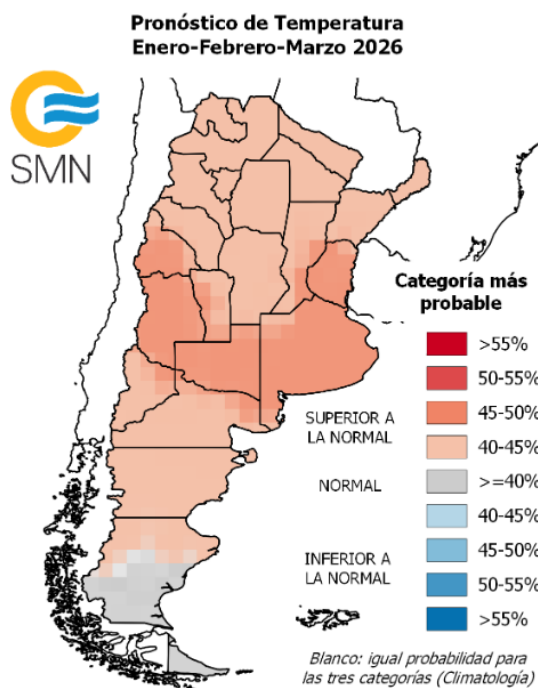 Pronóstico de Temperatura
Enero-Febrero-Marzo 2026
SMN
Categoría más
probable
>55%
50-55%
45-50%
SUPERIOR A
LA NORMAL
40-45%
NORMAL
>=40%
40-45%
45-50%
INFERIOR A
LA NORMAL
50-55%
>55%
Blanco: igual probabilidad para
las tres categorías (Climatología)